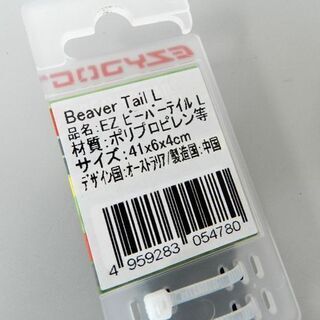 EZYDOG
Beaver Tail L
品名:EZ ビーバーテイル L
材質:ポリプロピレン等
サイズ:41x6x4cm
デザイン国:オーストラリア/製造国:中国
4 959283 054780